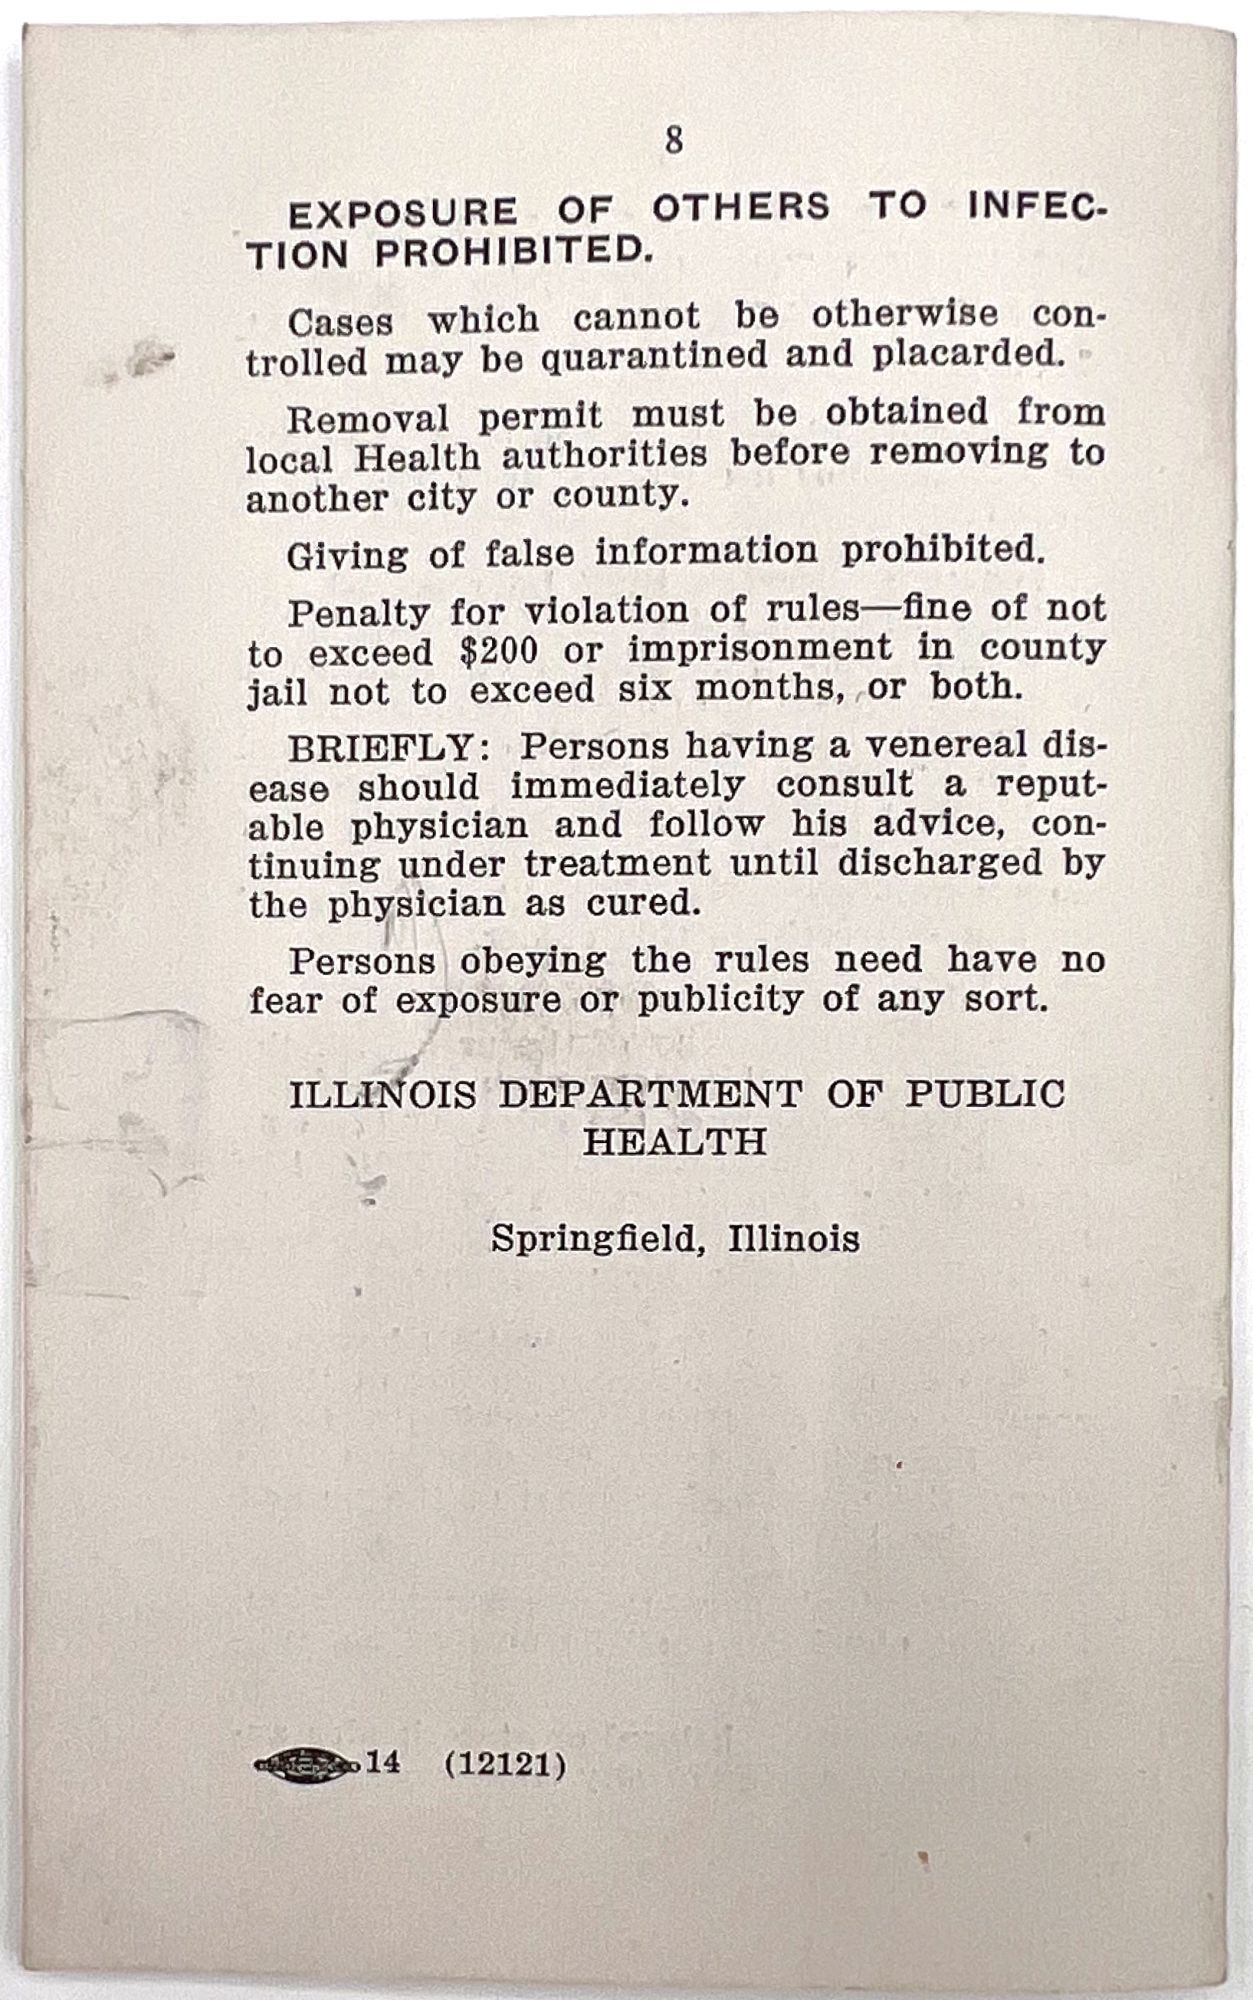 8
EXPOSURE OF OTHERS TO INFEC-
TION PROHIBITED.
Cases which cannot be otherwise con-
trolled may be quarantined and placarded.
Removal permit must be obtained from
local Health authorities before removing to
another city or county.
Giving of false information prohibited.
Penalty for violation of rules—fine of not
to exceed $200 or imprisonment in county
jail not to exceed six months, or both.
BRIEFLY: Persons having a venereal dis-
ease should immediately consult a reput-
able physician and follow his advice, con-
tinuing under treatment until discharged by
the physician as cured.
Persons obeying the rules need have no
fear of exposure or publicity of any sort.
ILLINOIS DEPARTMENT OF PUBLIC
HEALTH
Springfield, Illinois
14 (12121)